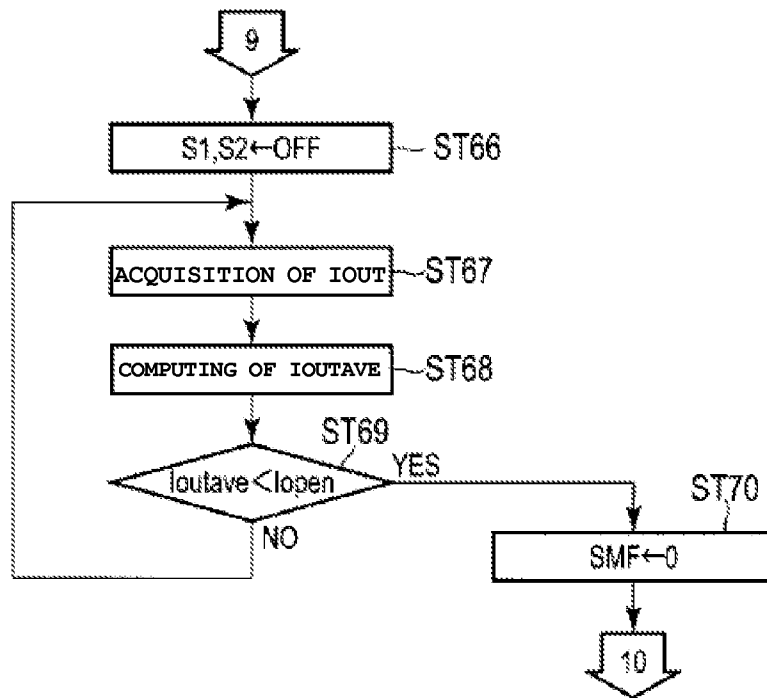 9
S1,S2←OFF
ST66
ACQUISITION OF IOUT
ST67
COMPUTING OF IOUTAVE
ST68
ST69
Ioutave<Iopen
YES
NO
ST70
SMF←0
10